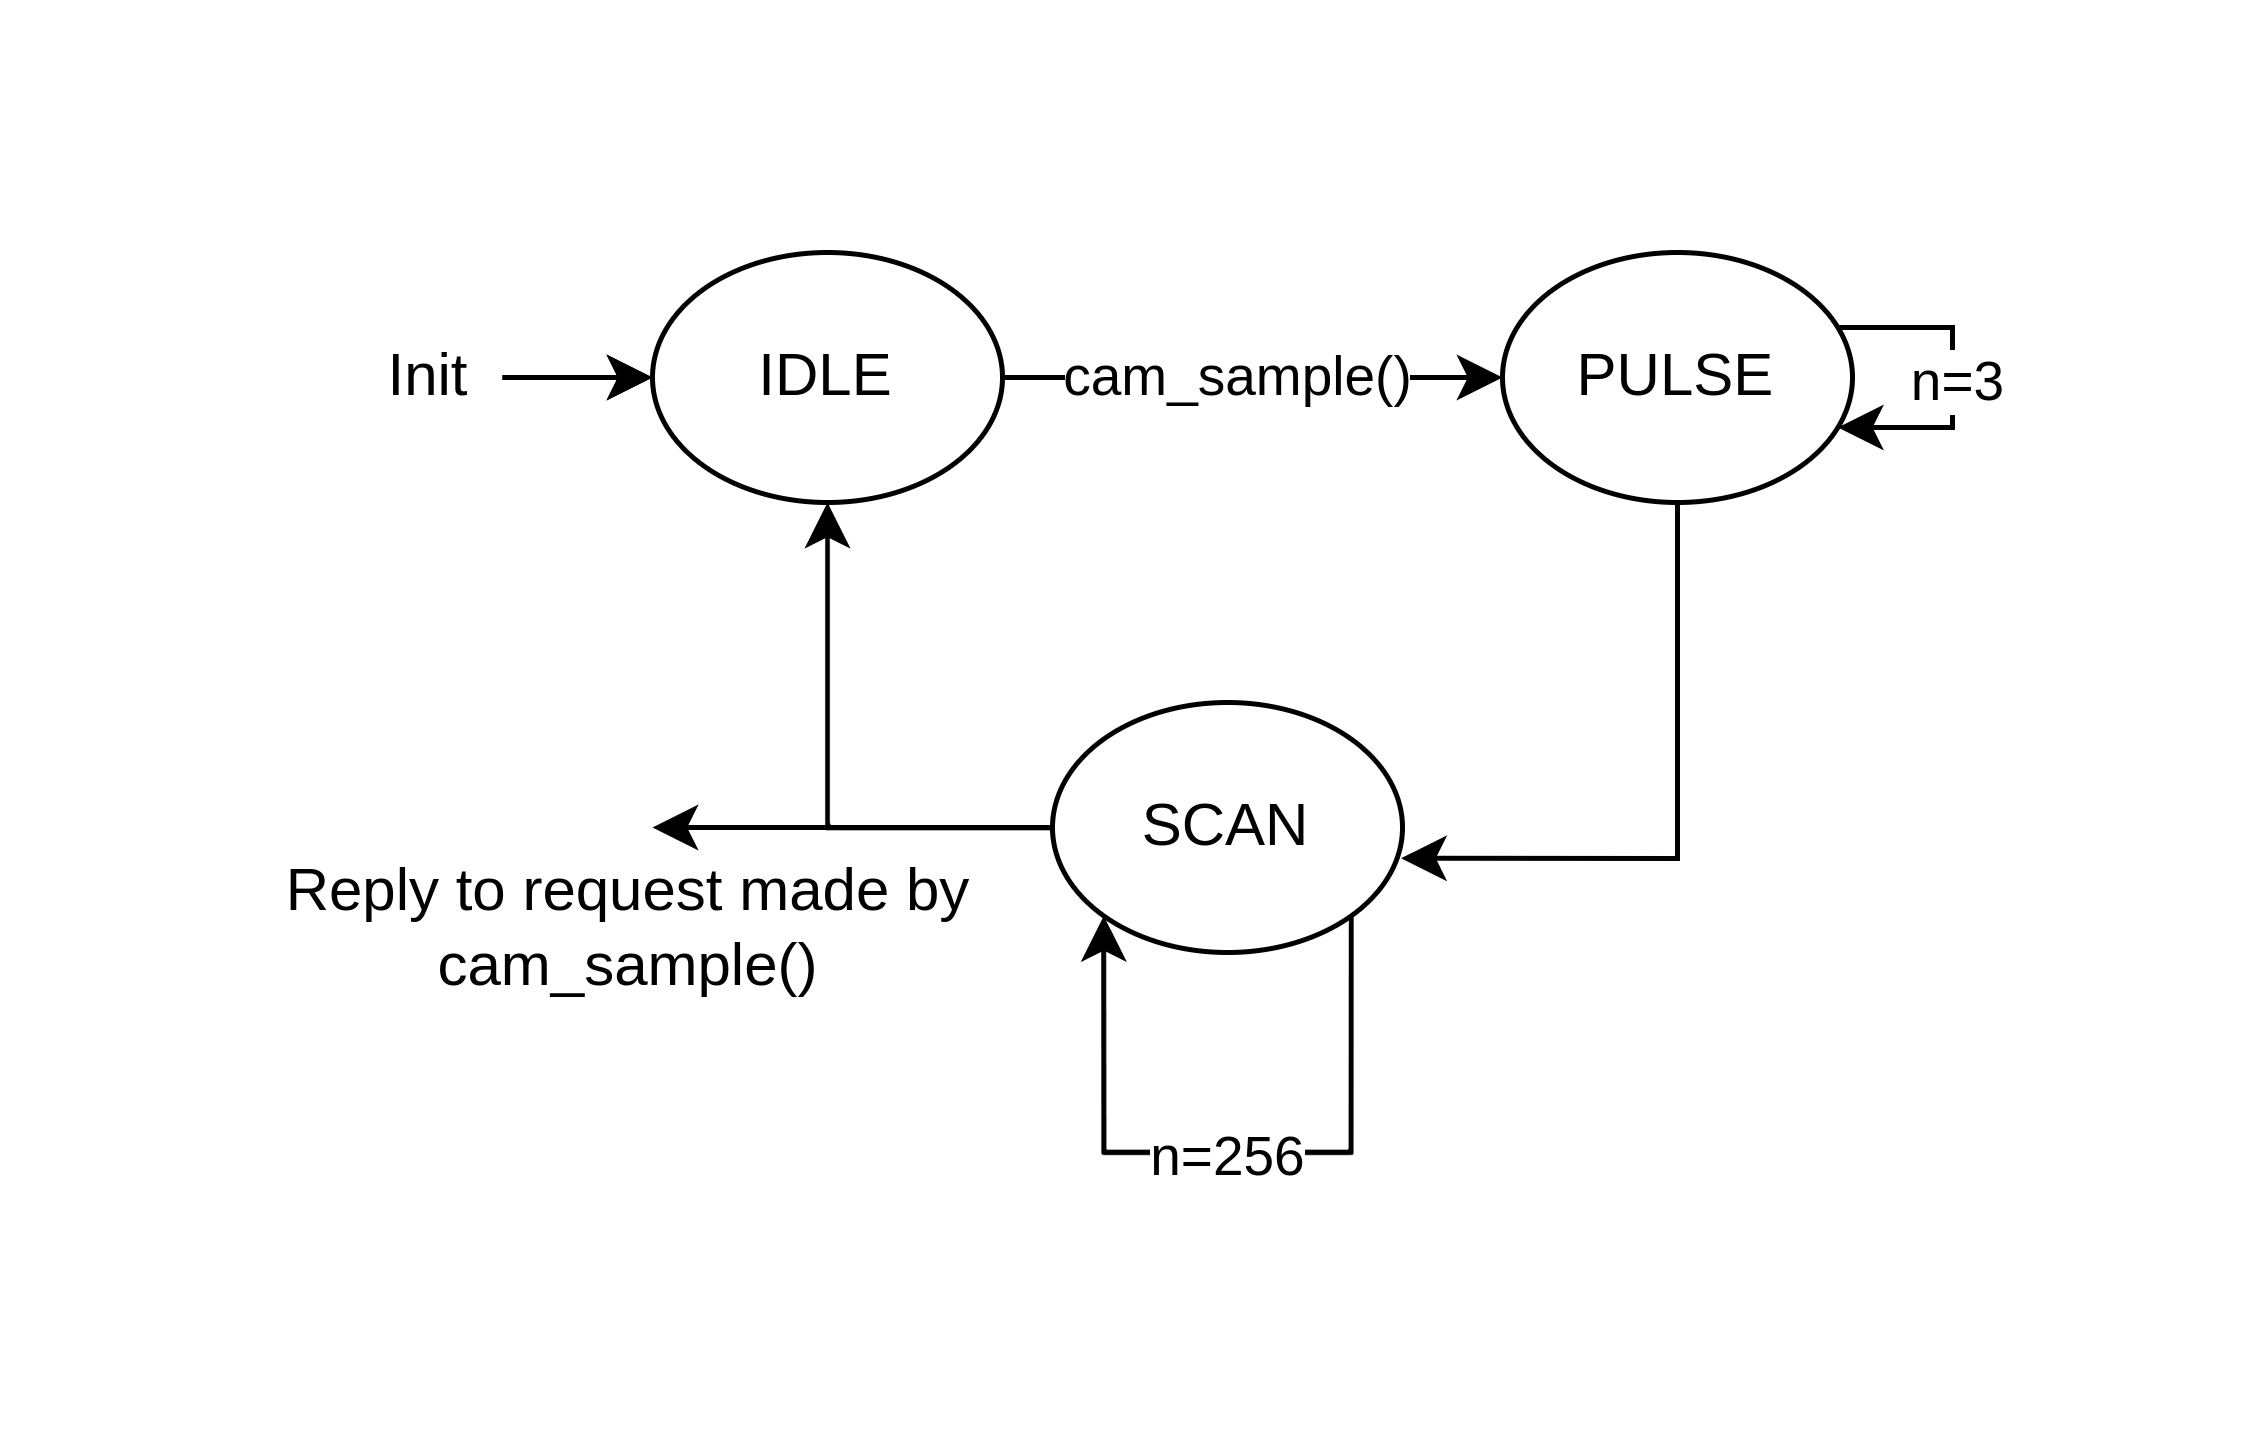 Init
IDLE
cam_sample()
PULSE
n=3
SCAN
Reply to request made by
cam_sample()
n=256